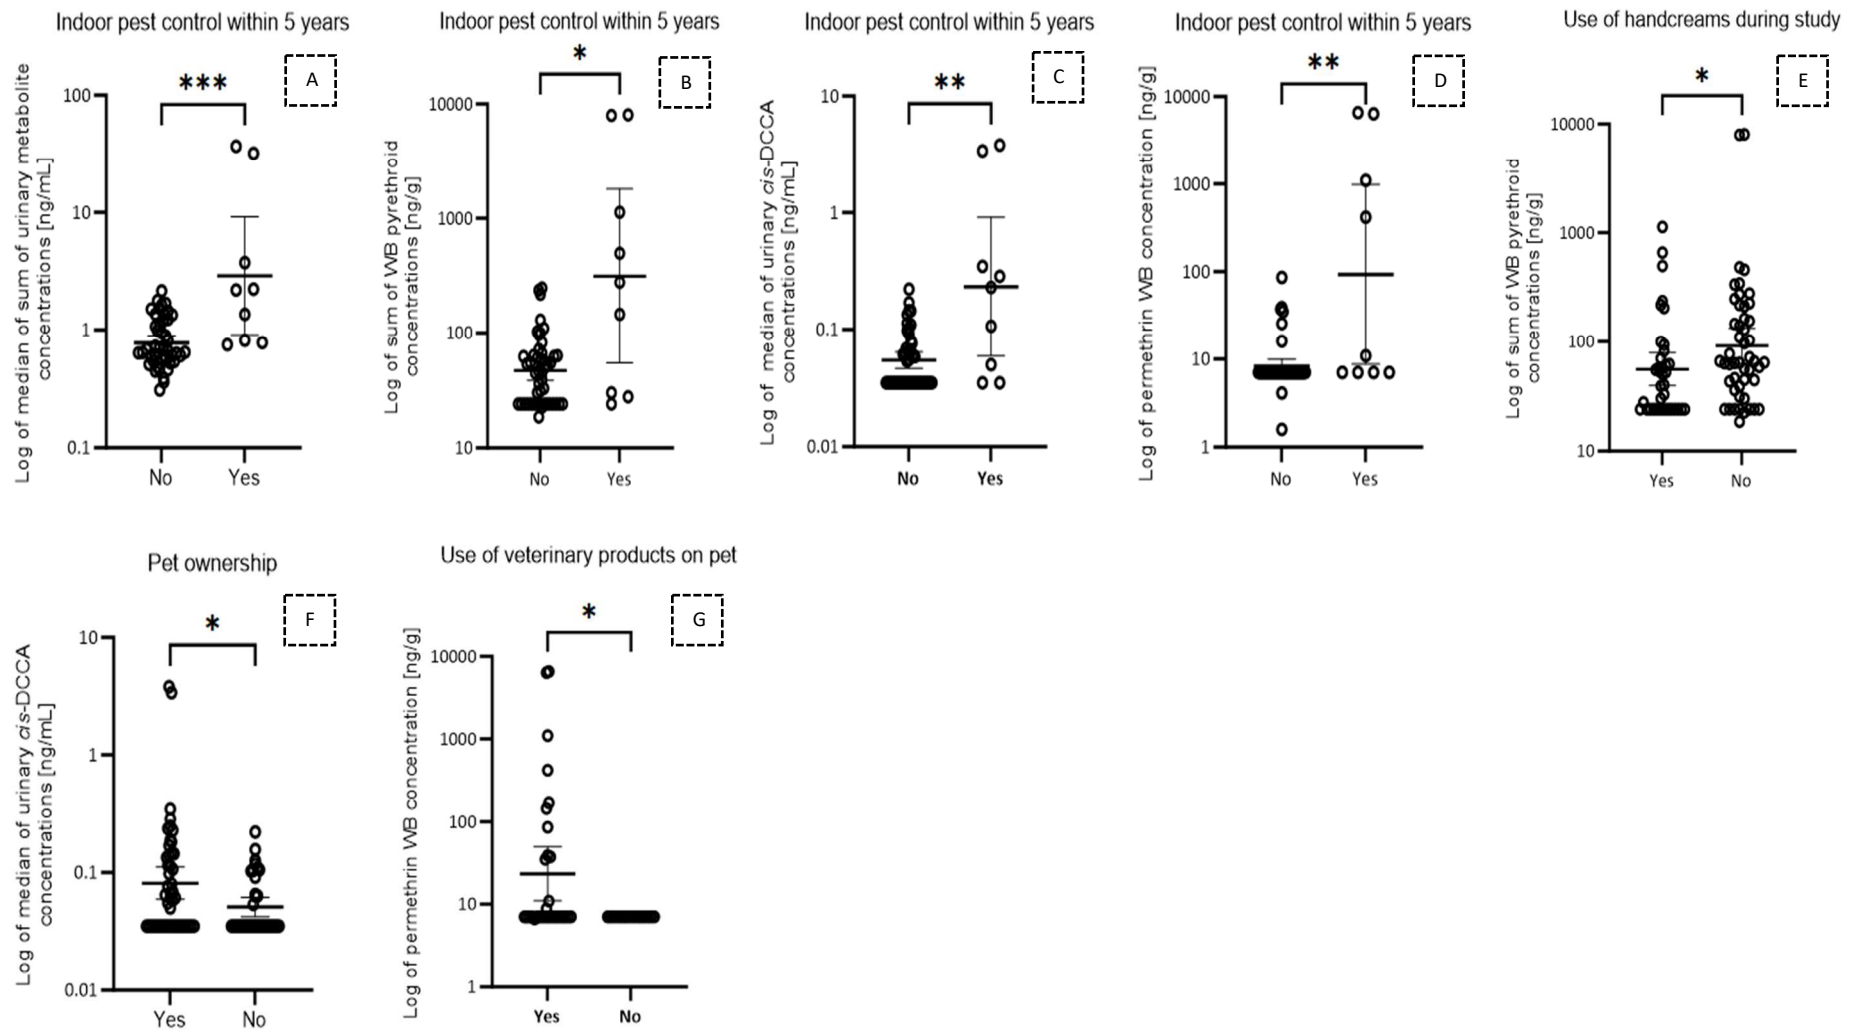 Indoor pest control within 5 years
***
A
Log of median of sum of urinary metabolite
concentrations [ng/mL]
100
10
1
0.1
No
Yes
Indoor pest control within 5 years
*
B
Log of sum of WB pyrethroid
concentrations [ng/g]
10000
1000
100
10
No
Yes
Indoor pest control within 5 years
**
C
Log of median of urinary cis-DCCA
concentrations [ng/mL]
10
1
0.1
0.01
No
Yes
Indoor pest control within 5 years
**
D
Log of permethrin WB concentration [ng/g]
10000
1000
100
10
1
No
Yes
Use of handcreams during study
*
E
Log of sum of WB pyrethroid
concentrations [ng/g]
10000
1000
100
10
Yes
No
Pet ownership
*
F
Log of median of urinary cis-DCCA
concentrations [ng/mL]
10
1
0.1
0.01
Yes
No
Use of veterinary products on pet
*
G
Log of permethrin WB concentration [ng/g]
10000
1000
100
10
1
Yes
No